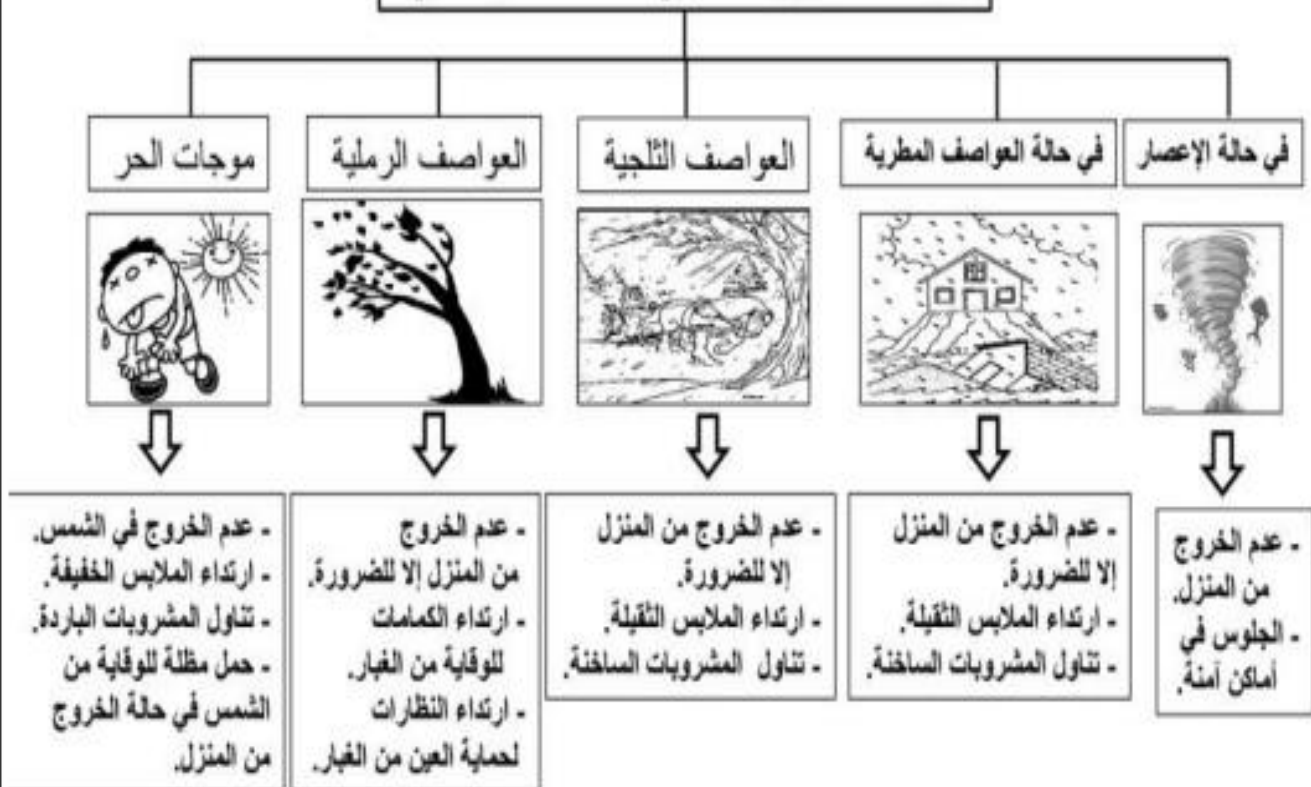 في حالة الإعصار
في حالة العواصف المطرية
العواصف الثلجية
العواصف الرملية
موجات الحر
- عدم الخروج
من المنزل.
- الجلوس في
أماكن آمنة.
- عدم الخروج من المنزل
إلا للضرورة.
- ارتداء الملابس الثقيلة.
- تناول المشروبات الساخنة.
- عدم الخروج من المنزل
إلا للضرورة.
- ارتداء الملابس الثقيلة.
- تناول المشروبات الساخنة.
- عدم الخروج
من المنزل إلا للضرورة.
- ارتداء الكمامات
للوقاية من الغبار.
- ارتداء النظارات
لحماية العين من الغبار.
- عدم الخروج في الشمس.
- ارتداء الملابس الخفيفة.
- تناول المشروبات الباردة.
- حمل مظلة للوقاية من
الشمس في حالة الخروج
من المنزل.